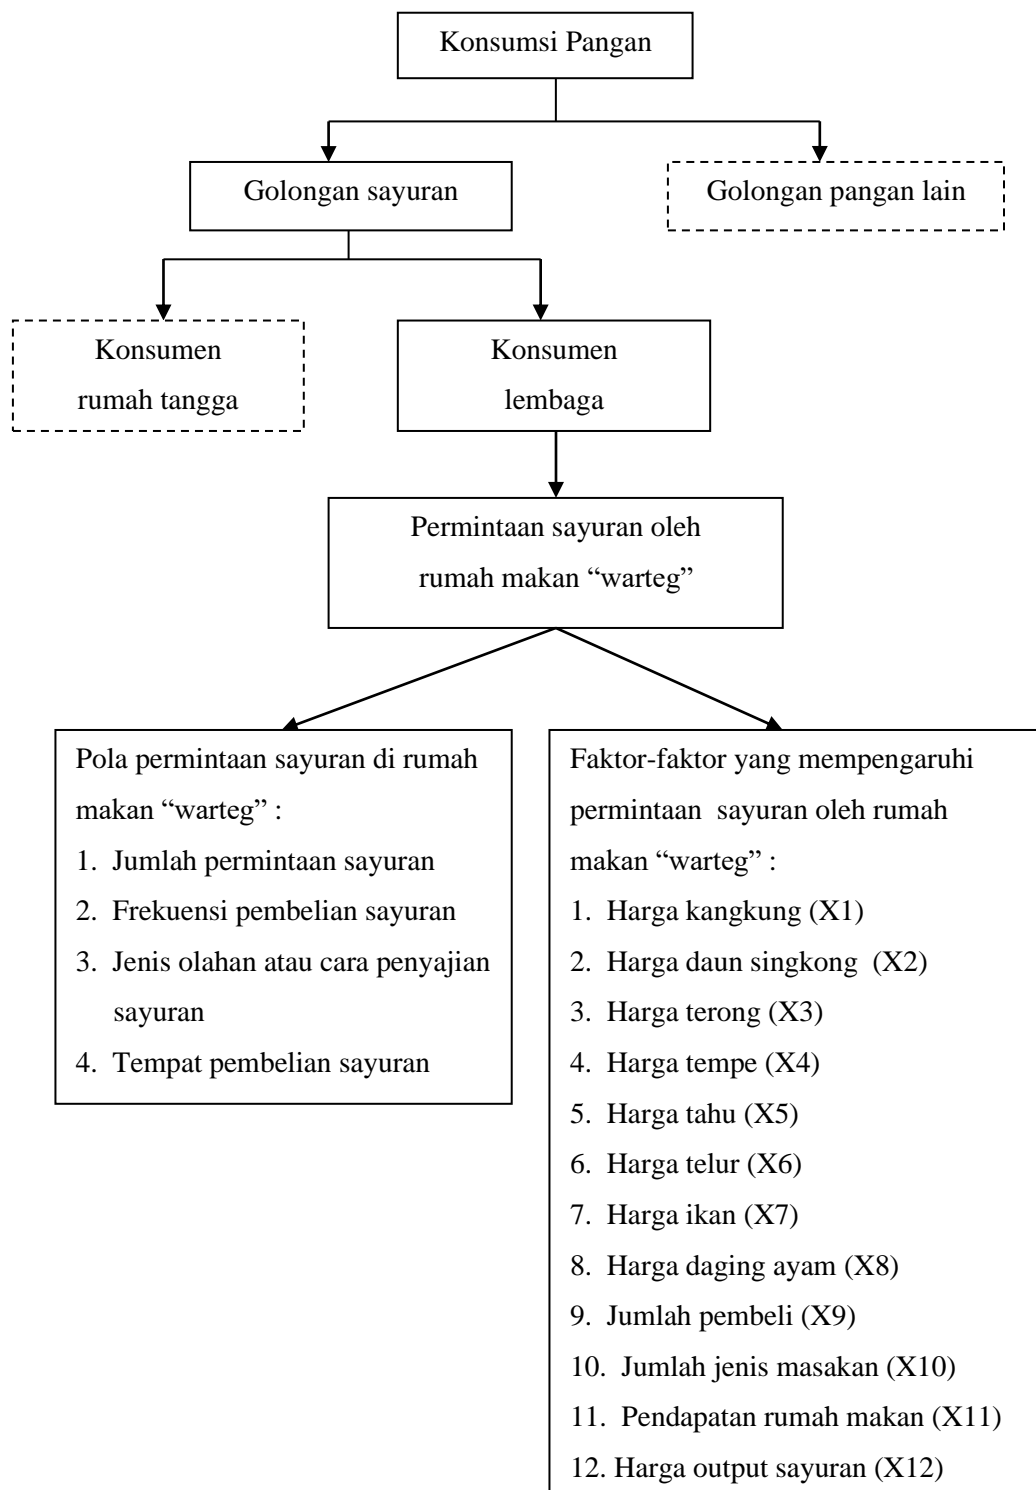 Konsumsi Pangan
Golongan sayuran
Golongan pangan lain
Konsumen
rumah tangga
Konsumen
lembaga
Permintaan sayuran oleh
rumah makan “warteg”
Pola permintaan sayuran di rumah
makan “warteg” :
1. Jumlah permintaan sayuran
2. Frekuensi pembelian sayuran
3. Jenis olahan atau cara penyajian
sayuran
4. Tempat pembelian sayuran
Faktor-faktor yang mempengaruhi
permintaan sayuran oleh rumah
makan “warteg” :
1. Harga kangkung (X1)
2. Harga daun singkong (X2)
3. Harga terong (X3)
4. Harga tempe (X4)
5. Harga tahu (X5)
6. Harga telur (X6)
7. Harga ikan (X7)
8. Harga daging ayam (X8)
9. Jumlah pembeli (X9)
10. Jumlah jenis masakan (X10)
11. Pendapatan rumah makan (X11)
12. Harga output sayuran (X12)